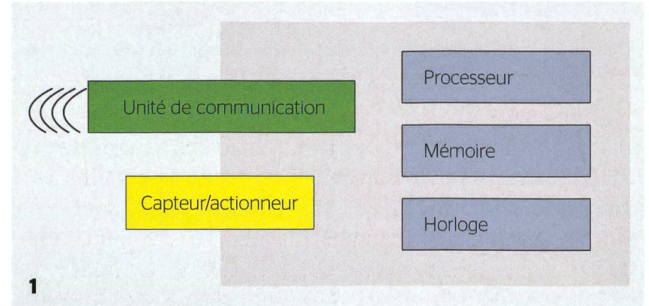 Unité de communication
Capteur/actionneur
Processeur
Mémoire
Horloge
1